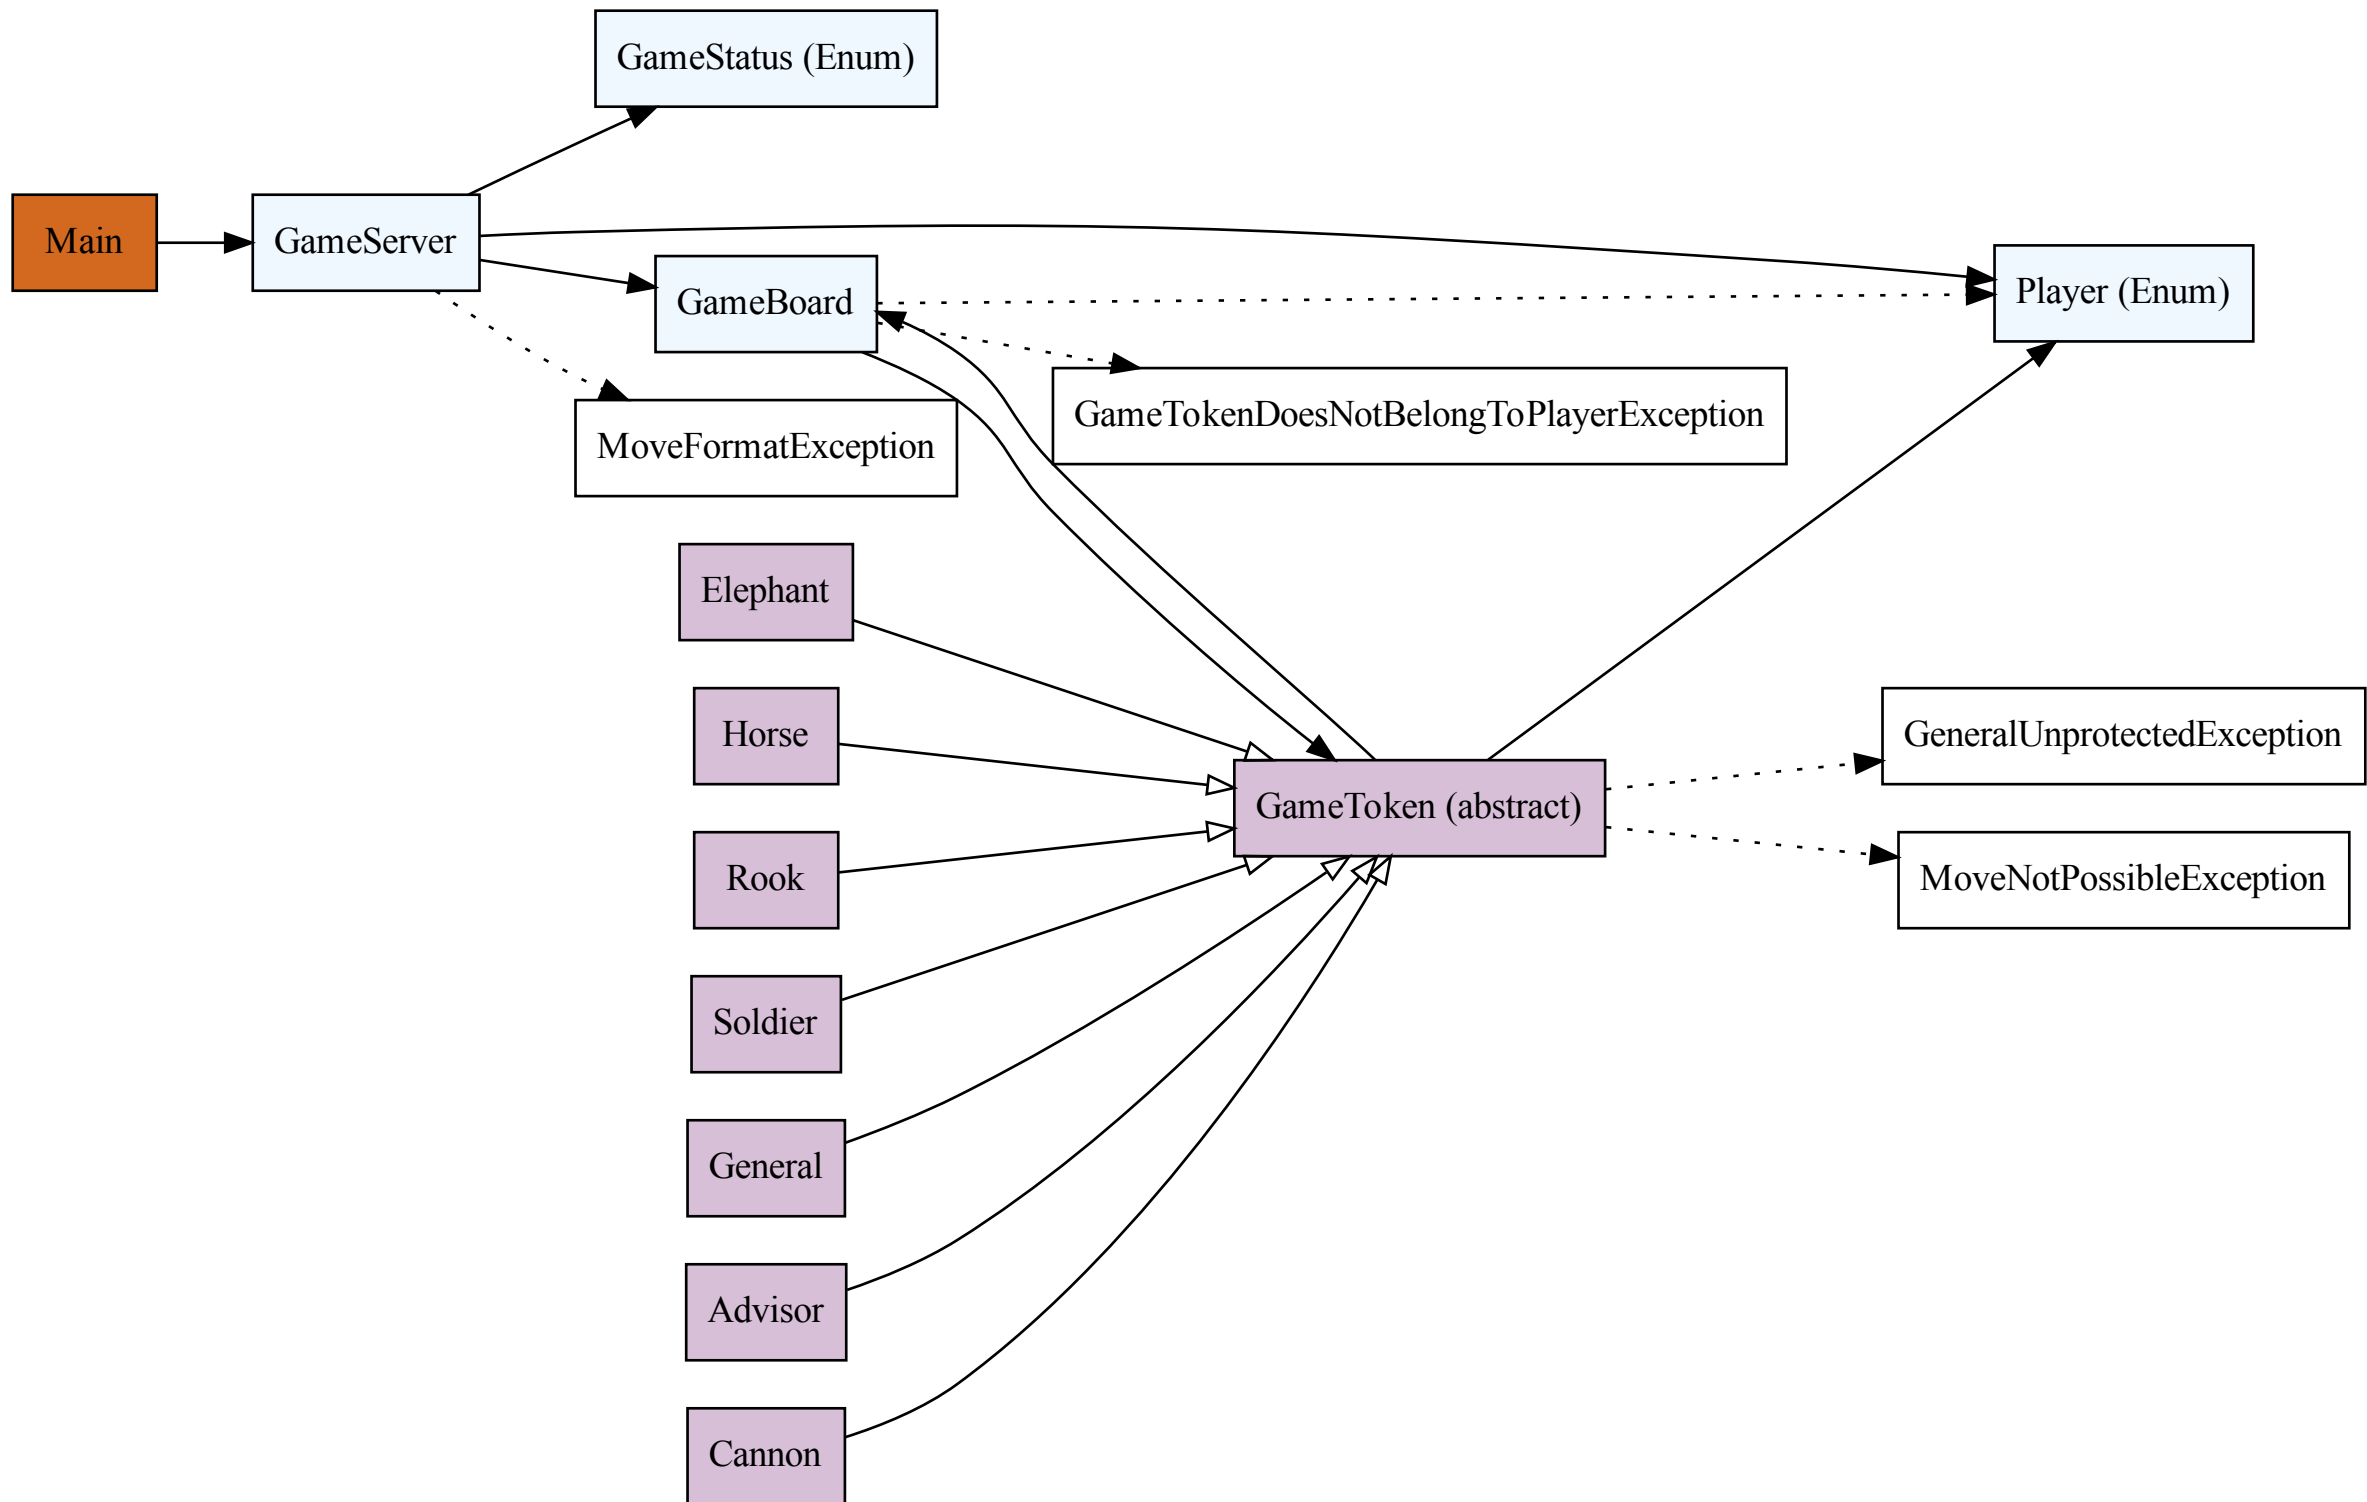 GameStatus (Enum)
Main
GameServer
GameBoard
Player (Enum)
GameTokenDoesNotBelongToPlayerException
MoveFormatException
Elephant
Horse
GeneralUnprotectedException
GameToken (abstract)
Rook
MoveNotPossibleException
Soldier
General
Advisor
Cannon